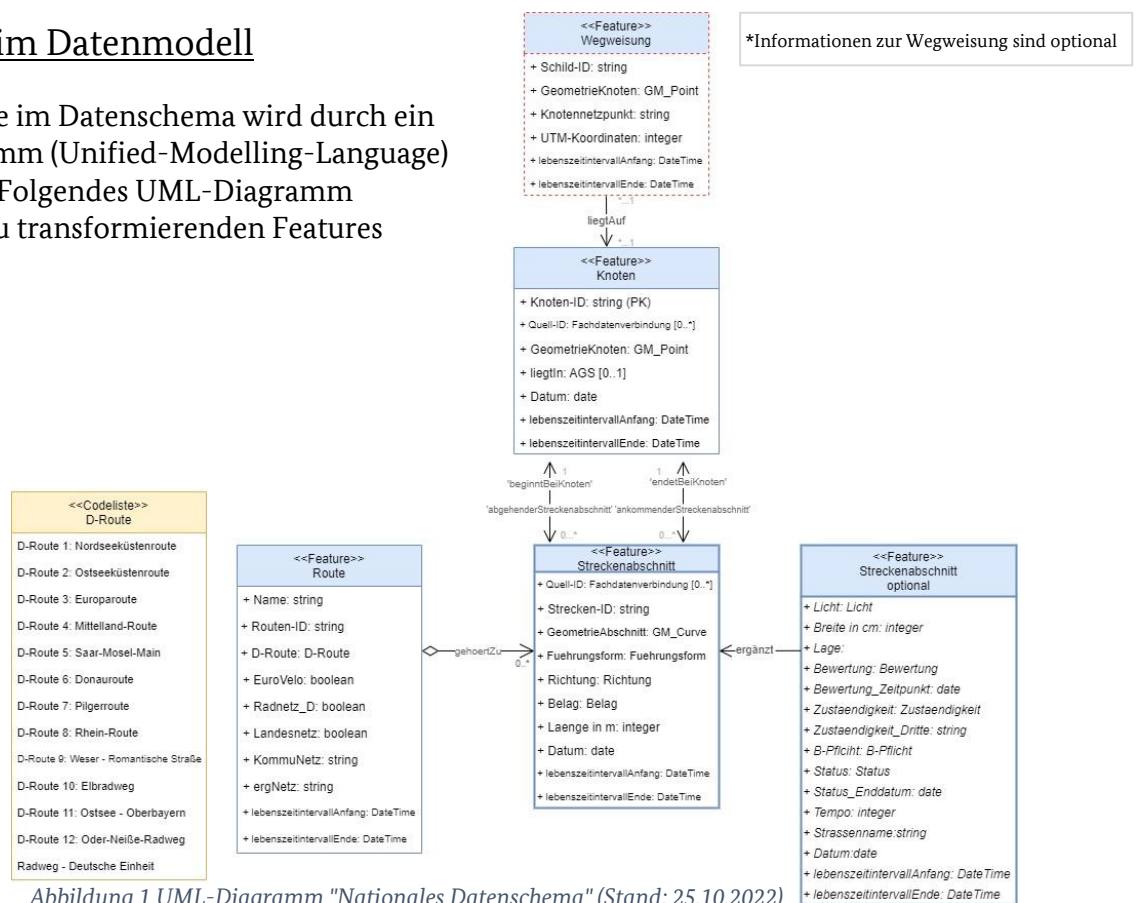 im Datenmodell
e im Datenschema wird durch ein
mm (Unified-Modelling-Language)
Folgendes UML-Diagramm
u transformierenden Features
*Informationen zur Wegweisung sind optional
<<Feature>>
Wegweisung
+ Schild-ID: string
+ GeometrieKnoten: GM_Point
+ Knotennetzpunkt: string
+ UTM-Koordinaten: integer
+ lebenszeitintervallAnfang: DateTime
+ lebenszeitintervallEnde: DateTime
*...1
liegtAuf
*...1
<<Feature>>
Knoten
+ Knoten-ID: string (PK)
+ Quell-ID: Fachdatenverbindung [0..*]
+ GeometrieKnoten: GM_Point
+ liegtIn: AGS [0..1]
+ Datum: date
+ lebenszeitintervallAnfang: DateTime
+ lebenszeitintervallEnde: DateTime
1 1
'beginntBeiKnoten' 'endetBeiKnoten'
'abgehenderStreckenabschnitt' 'ankommenderStreckenabschnitt'
0...* 0...*
<<Codeliste>>
D-Route
D-Route 1: Nordseeküstenroute
D-Route 2: Ostseeküstenroute
D-Route 3: Europaroute
D-Route 4: Mittelland-Route
D-Route 5: Saar-Mosel-Main
D-Route 6: Donauroute
D-Route 7: Pilgerroute
D-Route 8: Rhein-Route
D-Route 9: Weser - Romantische Straße
D-Route 10: Elbradweg
D-Route 11: Ostsee - Oberbayern
D-Route 12: Oder-Neiße-Radweg
Radweg - Deutsche Einheit
<<Feature>>
Route
+ Name: string
+ Routen-ID: string
+ D-Route: D-Route
+ EuroVelo: boolean
+ Radnetz_D: boolean
+ Landesnetz: boolean
+ KommuNetz: string
+ ergNetz: string
+ lebenszeitintervallAnfang: DateTime
+ lebenszeitintervallEnde: DateTime
gehoertZu
0..*
<<Feature>>
Streckenabschnitt
+ Quell-ID: Fachdatenverbindung [0..*]
+ Strecken-ID: string
+ GeometrieAbschnitt: GM_Curve
+ Fuehrungsform: Fuehrungsform
+ Richtung: Richtung
+ Belag: Belag
+ Laenge in m: integer
+ Datum: date
+ lebenszeitintervallAnfang: DateTime
+ lebenszeitintervallEnde: DateTime
ergänzt
<<Feature>>
Streckenabschnitt
optional
+ Licht: Licht
+ Breite in cm: integer
+ Lage:
+ Bewertung: Bewertung
+ Bewertung_Zeitpunkt: date
+ Zustaendigkeit: Zustaendigkeit
+ Zustaendigkeit_Dritte: string
+ B-Pflciht: B-Pflicht
+ Status: Status
+ Status_Enddatum: date
+ Tempo: integer
+ Strassenname:string
+ Datum:date
+ lebenszeitintervallAnfang: DateTime
+ lebenszeitintervallEnde: DateTime
Abbildung 1 UML-Diagramm "Nationales Datenschema" (Stand: 25.10.2022)